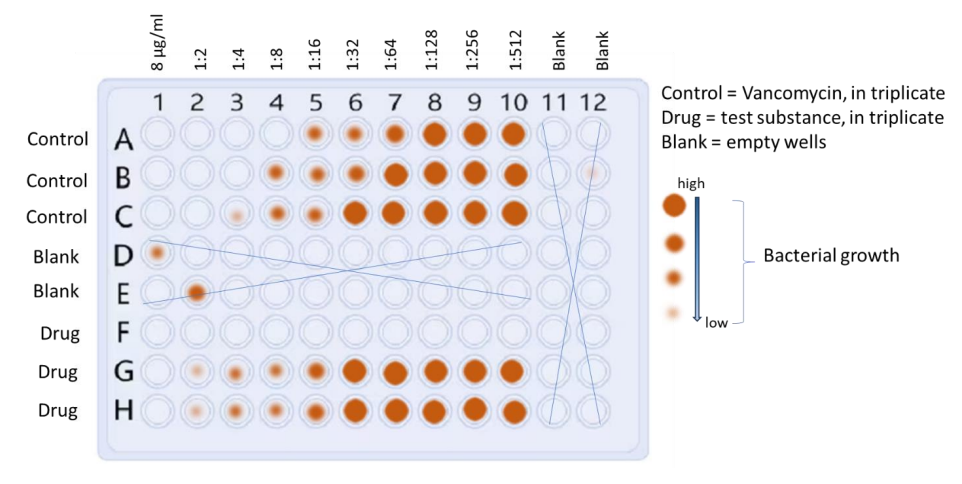 8 µg/ml 1:2 1:4 1:8 1:16 1:32 1:64 1:128 1:256 1:512 Blank Blank
1 2 3 4 5 6 7 8 9 10 11 12
Control A
Control B
Control C
Blank D
Blank E
Drug F
Drug G
Drug H
Control = Vancomycin, in triplicate
Drug = test substance, in triplicate
Blank = empty wells
high
Bacterial growth
low